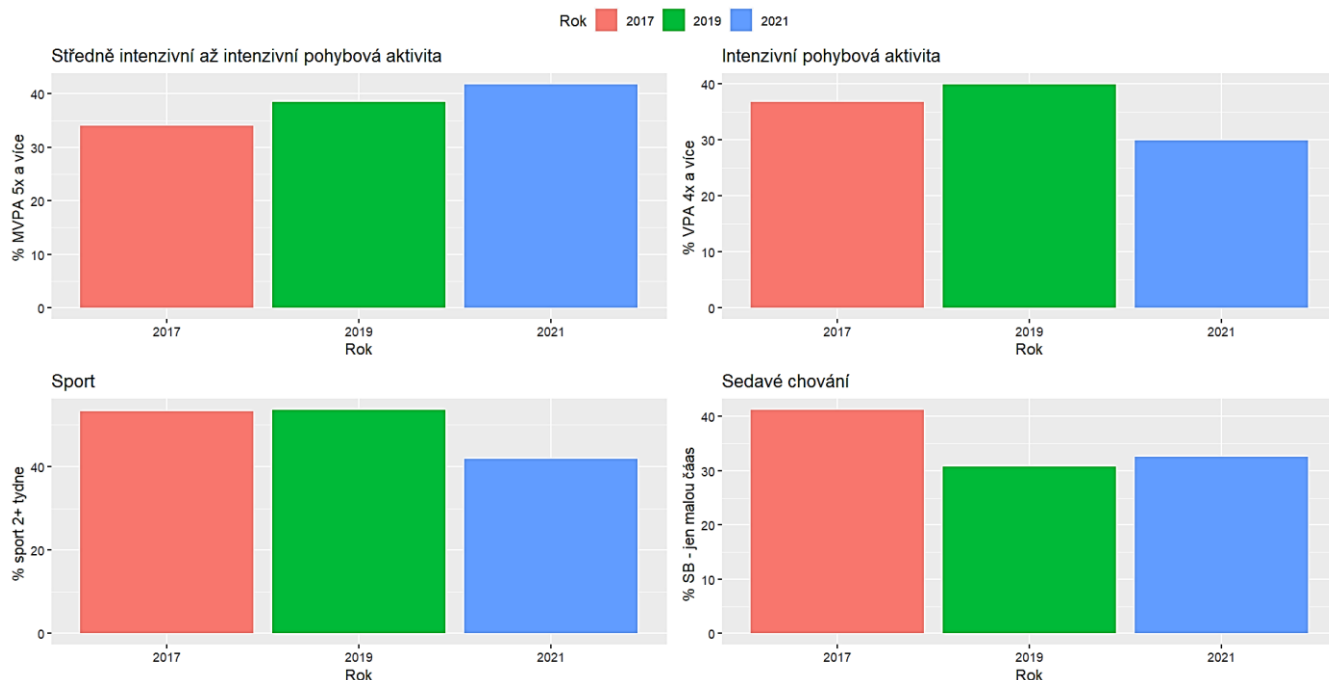 Rok 2017 2019 2021
Středně intenzivní až intenzivní pohybová aktivita
% MVPA 5x a více
40
30
20
10
0
2017 2019 2021
Rok
Intenzivní pohybová aktivita
% VPA 4x a více
40
30
20
10
0
2017 2019 2021
Rok
Sport
% sport 2+ tydne
40
20
0
2017 2019 2021
Rok
Sedavé chování
% SB - jen malou čáas
40
30
20
10
0
2017 2019 2021
Rok